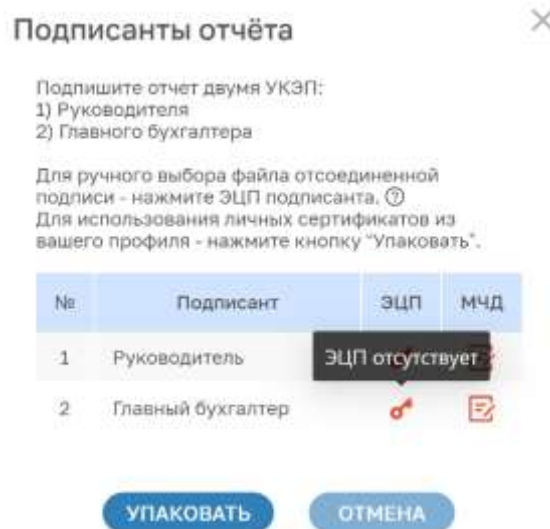 Подписанты отчёта
Подпишите отчет двумя УКЭП:
1) Руководителя
2) Главного бухгалтера
Для ручного выбора файла отсоединенной
подписи - нажмите ЭЦП подписанта. ?
Для использования личных сертификатов из
вашего профиля - нажмите кнопку "Упаковать".
№ Подписант ЭЦП МЧД
1 Руководитель ЭЦП отсутствует
2 Главный бухгалтер
УПАКОВАТЬ ОТМЕНА